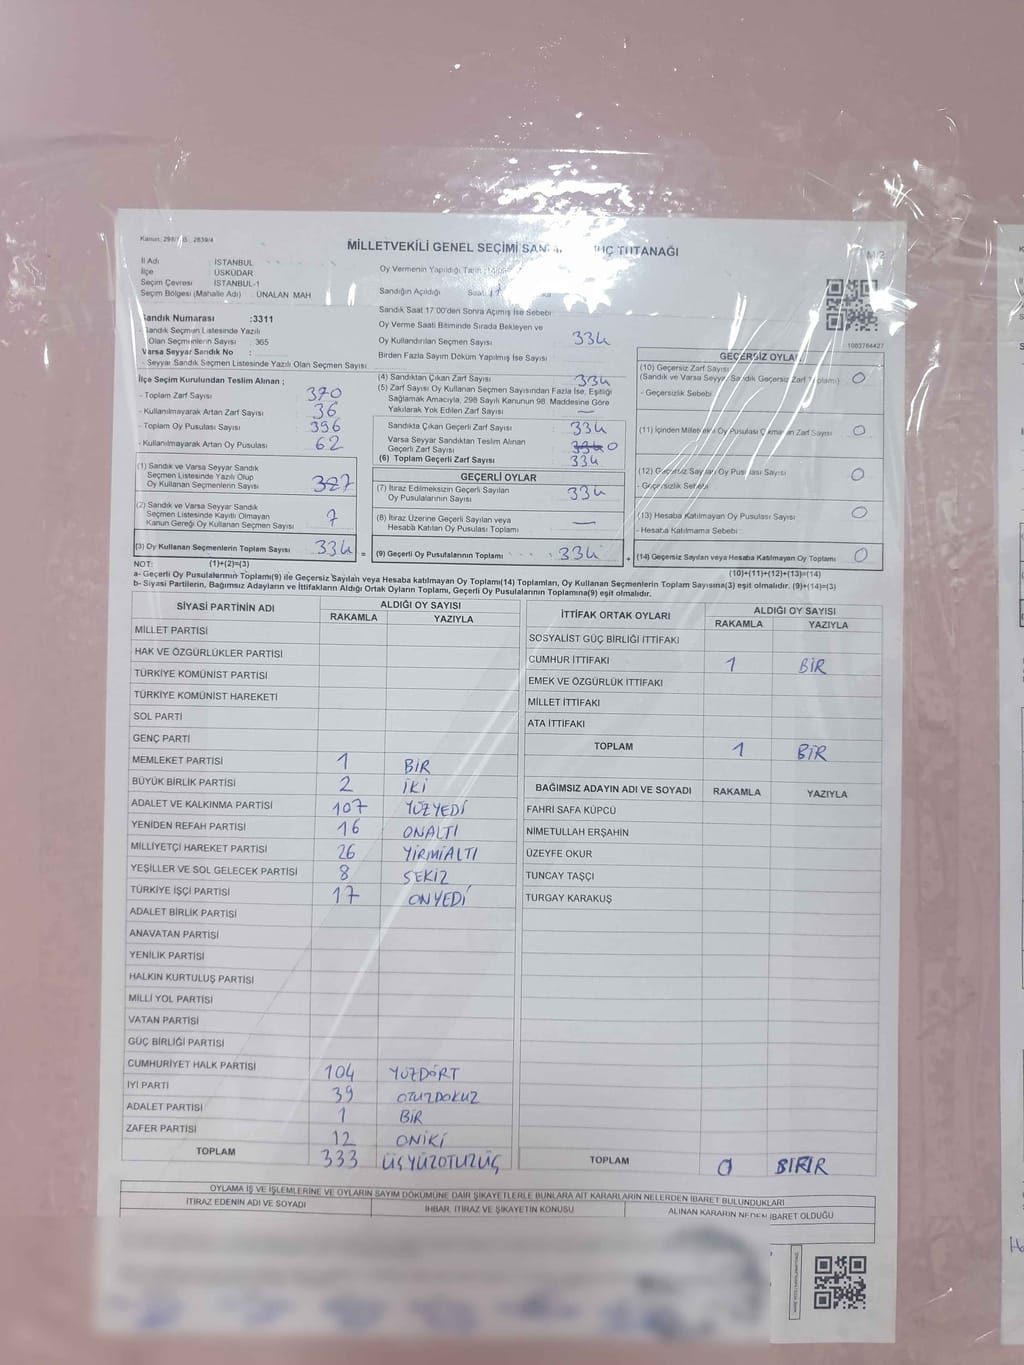 MİLLETVEKİLİ GENEL SEÇİMİ TUTANAĞI
İl Adı : İSTANBUL
İlçe : ÜSKÜDAR
Seçim Çevresi : İSTANBUL-1
Seçim Bölgesi (Mahalle Adı) : ÜNALAN MAH
Oy Vermenin Yapıldığı
Sandığın Açıldığı Saati
Sandık Saat 17.00'den Sonra Açılmış İse Sebebi
Sandık Numarası :3311
Sandık Seçmen Listesinde Yazılı
Olan Seçmenlerin Sayısı : 365
Varsa Seyyar Sandık No :
- Seyyar Sandık Seçmen Listesinde Yazılı Olan Seçmen Sayısı
Oy Verme Saati Bitiminde Sırada Bekleyen ve
Oy Kullandırılan Seçmen Sayısı 334
Birden Fazla Sayım Döküm Yapılmış İse Sayısı
1083784427
İlçe Seçim Kurulundan Teslim Alınan ;
- Toplam Zarf Sayısı 370
- Kullanılmayarak Artan Zarf Sayısı 36
- Toplam Oy Pusulası Sayısı 396
- Kullanılmayarak Artan Oy Pusulası 62
(1) Sandık ve Varsa Seyyar Sandık
Seçmen Listesinde Yazılı Olup
Oy Kullanan Seçmenlerin Sayısı 327
(2) Sandık ve Varsa Seyyar Sandık
Seçmen Listesinde Kayıtlı Olmayan
Kanun Gereği Oy Kullanan Seçmen Sayısı 7
(3) Oy Kullanan Seçmenlerin Toplam Sayısı 334 =
(4) Sandıktan Çıkan Zarf Sayısı 334
(5) Zarf Sayısı Oy Kullanan Seçmen Sayısından Fazla İse, Eşitliği
Sağlamak Amacıyla, 298 Sayılı Kanunun 98. Maddesine Göre
Yakılarak Yok Edilen Zarf Sayısı —
Sandıkta Çıkan Geçerli Zarf Sayısı : 334
Varsa Seyyar Sandıktan Teslim Alınan
Geçerli Zarf Sayısı 0
(6) Toplam Geçerli Zarf Sayısı 334
GEÇERLİ OYLAR
(7) İtiraz Edilmeksizin Geçerli Sayılan
Oy Pusulalarının Sayısı 334
(8) İtiraz Üzerine Geçerli Sayılan veya
Hesaba Katılan Oy Pusulası Toplamı —
(9) Geçerli Oy Pusulalarının Toplamı 334 +
GEÇERSİZ OYLAR
(10) Geçersiz Zarf Sayısı
(Sandık ve Varsa Seyyar Sandık Geçersiz Zarf Toplamı) 0
- Geçersizlik Sebebi
(11) İçinden Milletvekili Oy Pusulası Çıkmayan Zarf Sayısı 0
(12) Geçersiz Sayılan Oy Pusulası Sayısı 0
- Geçersizlik Sebebi
(13) Hesaba Katılmayan Oy Pusulası Sayısı 0
- Hesaba Katılmama Sebebi
(14) Geçersiz Sayılan veya Hesaba Katılmayan Oy Toplamı 0
NOT: (1)+(2)=(3)
(10)+(11)+(12)+(13)=(14)
a- Geçerli Oy Pusulalarının Toplamı(9) ile Geçersiz Sayılan veya Hesaba katılmayan Oy Toplamı(14) Toplamları, Oy Kullanan Seçmenlerin Toplam Sayısına(3) eşit olmalıdır. (9)+(14)=(3)
b- Siyasi Partilerin, Bağımsız Adayların ve İttifakların Aldığı Ortak Oyların Toplamı, Geçerli Oy Pusulalarının Toplamına(9) eşit olmalıdır.
SİYASİ PARTİNİN ADI ALDIĞI OY SAYISI
RAKAMLA YAZIYLA
MİLLET PARTİSİ
HAK VE ÖZGÜRLÜKLER PARTİSİ
TÜRKİYE KOMÜNİST PARTİSİ
TÜRKİYE KOMÜNİST HAREKETİ
SOL PARTİ
GENÇ PARTİ
MEMLEKET PARTİSİ 1 BİR
BÜYÜK BİRLİK PARTİSİ 2 İKİ
ADALET VE KALKINMA PARTİSİ 107 YÜZYEDİ
YENİDEN REFAH PARTİSİ 16 ONALTI
MİLLİYETÇİ HAREKET PARTİSİ 26 YİRMİALTI
YEŞİLLER VE SOL GELECEK PARTİSİ 8 SEKİZ
TÜRKİYE İŞÇİ PARTİSİ 17 ONYEDİ
ADALET BİRLİK PARTİSİ
ANAVATAN PARTİSİ
YENİLİK PARTİSİ
HALKIN KURTULUŞ PARTİSİ
MİLLİ YOL PARTİSİ
VATAN PARTİSİ
GÜÇ BİRLİĞİ PARTİSİ
CUMHURİYET HALK PARTİSİ 104 YÜZDÖRT
İYİ PARTİ 39 OTUZDOKUZ
ADALET PARTİSİ 1 BİR
ZAFER PARTİSİ 12 ONİKİ
TOPLAM 333 ÜÇYÜZOTUZÜÇ
İTTİFAK ORTAK OYLARI ALDIĞI OY SAYISI
RAKAMLA YAZIYLA
SOSYALİST GÜÇ BİRLİĞİ İTTİFAKI
CUMHUR İTTİFAKI 1 BİR
EMEK VE ÖZGÜRLÜK İTTİFAKI
MİLLET İTTİFAKI
ATA İTTİFAKI
TOPLAM 1 BİR
BAĞIMSIZ ADAYIN ADI VE SOYADI RAKAMLA YAZIYLA
FAHRİ SAFA KÜPCÜ
NİMETULLAH ERŞAHİN
ÜZEYFE OKUR
TUNCAY TAŞÇI
TURGAY KARAKUŞ
TOPLAM 0
OYLAMA İŞ VE İŞLEMLERİNE VE OYLARIN SAYIM DÖKÜMÜNE DAİR ŞİKAYETLERLE BUNLARA AİT KARARLARIN NELERDEN İBARET BULUNDUKLARI
İTİRAZ EDENİN ADI VE SOYADI İHBAR, İTİRAZ VE ŞİKAYETİN KONUSU ALINAN KARARIN NEDEN İBARET OLDUĞU